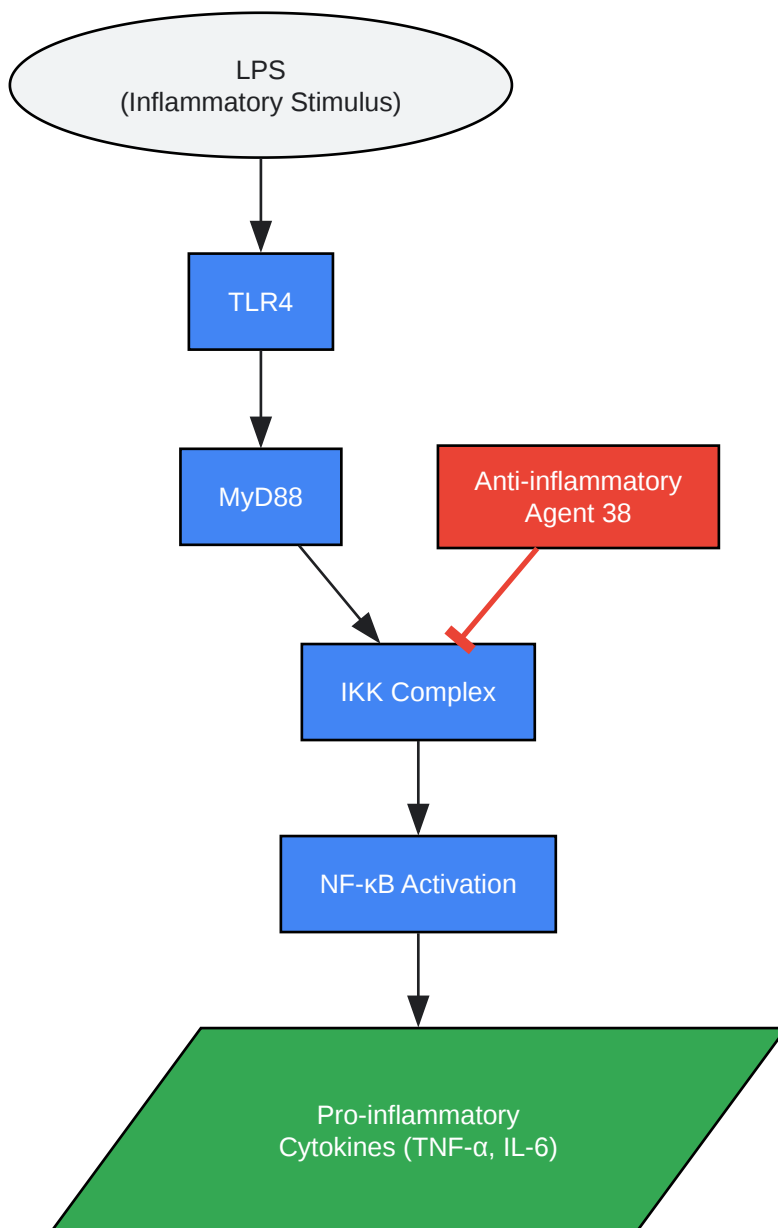 LPS
(Inflammatory Stimulus)
TLR4
MyD88
Anti-inflammatory
Agent 38
IKK Complex
NF-κB Activation
Pro-inflammatory
Cytokines (TNF-α, IL-6)